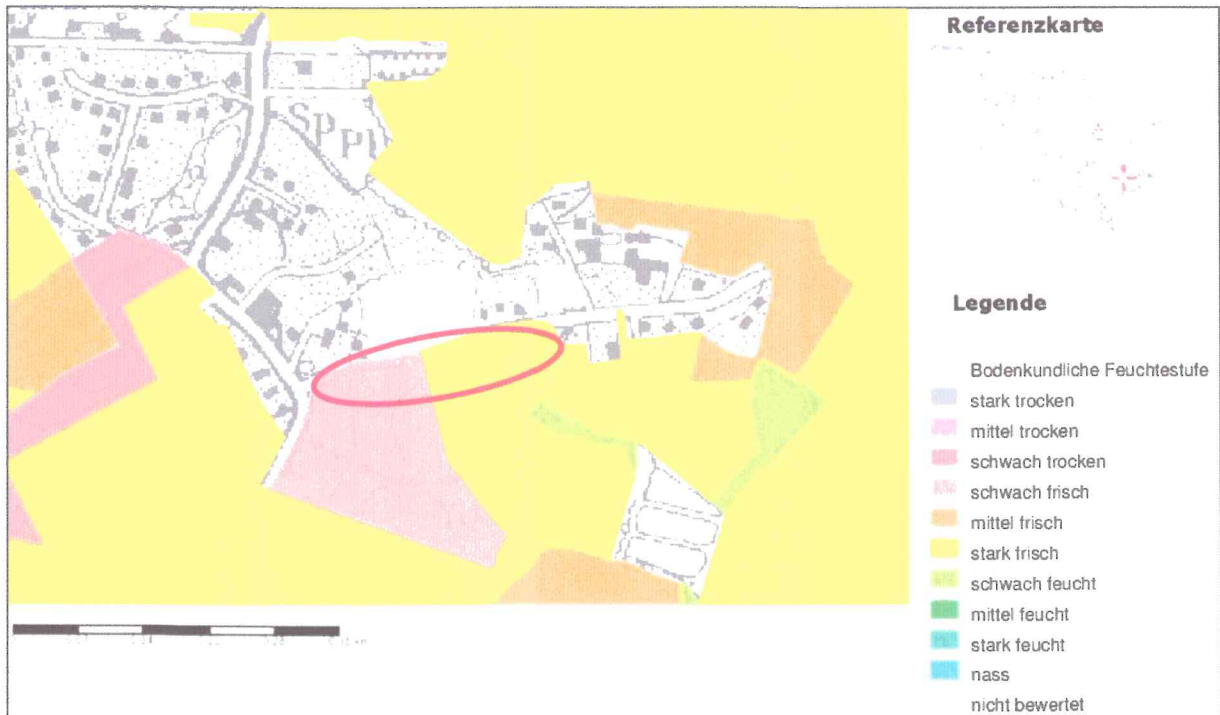 Referenzkarte
Sp Pl
Legende
Bodenkundliche Feuchtestufe
stark trocken
mittel trocken
schwach trocken
schwach frisch
mittel frisch
stark frisch
schwach feucht
mittel feucht
stark feucht
nass
nicht bewertet